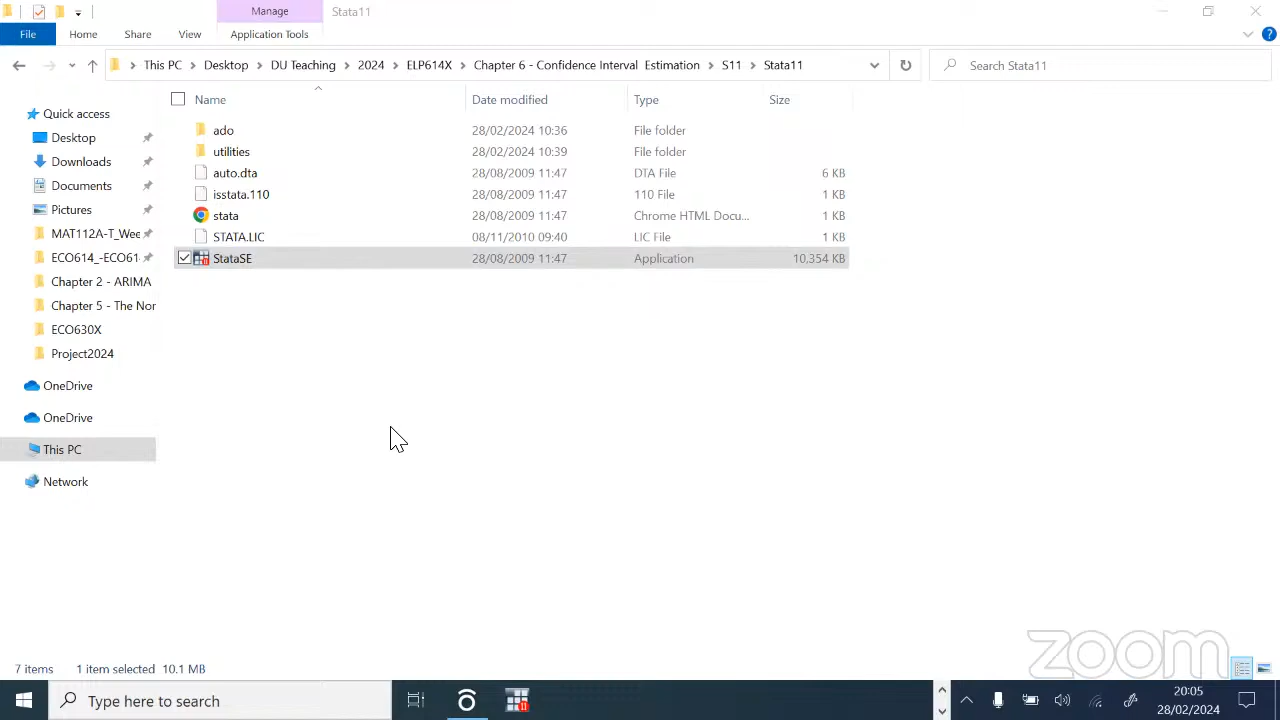 Manage
Stata11
File
Home
Share
View
Application Tools
This PC > Desktop > DU Teaching > 2024 > ELP614X > Chapter 6 - Confidence Interval Estimation > S11 > Stata11
Search Stata11
Name
Date modified
Type
Size
Quick access
Desktop
Downloads
Documents
Pictures
MAT112A-T_Wee
ECO614_-ECO61
Chapter 2 - ARIMA
Chapter 5 - The Nor
ECO630X
Project2024
OneDrive
OneDrive
This PC
Network
ado 28/02/2024 10:36 File folder
utilities 28/02/2024 10:39 File folder
auto.dta 28/08/2009 11:47 DTA File 6 KB
isstata.110 28/08/2009 11:47 110 File 1 KB
stata 28/08/2009 11:47 Chrome HTML Docu... 1 KB
STATA.LIC 08/11/2010 09:40 LIC File 1 KB
StataSE 28/08/2009 11:47 Application 10,354 KB
7 items 1 item selected 10.1 MB
zoom
Type here to search
20:05
28/02/2024